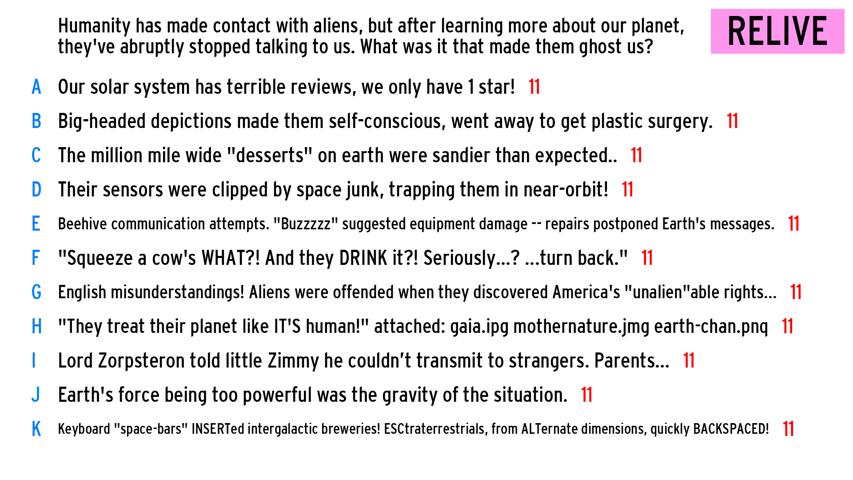 Humanity has made contact with aliens, but after learning more about our planet,
they've abruptly stopped talking to us. What was it that made them ghost us?
RELIVE
A Our solar system has terrible reviews, we only have 1 star! 11
B Big-headed depictions made them self-conscious, went away to get plastic surgery. 11
C The million mile wide "desserts" on earth were sandier than expected.. 11
D Their sensors were clipped by space junk, trapping them in near-orbit! 11
E Beehive communication attempts. "Buzzzzz" suggested equipment damage -- repairs postponed Earth's messages. 11
F "Squeeze a cow's WHAT?! And they DRINK it?! Seriously...? ...turn back." 11
G English misunderstandings! Aliens were offended when they discovered America's "unalien"able rights... 11
H "They treat their planet like IT'S human!" attached: gaia.ipg mothernature.jmg earth-chan.pnq 11
I Lord Zorpsteron told little Zimmy he couldn’t transmit to strangers. Parents... 11
J Earth's force being too powerful was the gravity of the situation. 11
K Keyboard "space-bars" INSERTed intergalactic breweries! ESCtraterrestrials, from ALTernate dimensions, quickly BACKSPACED! 11